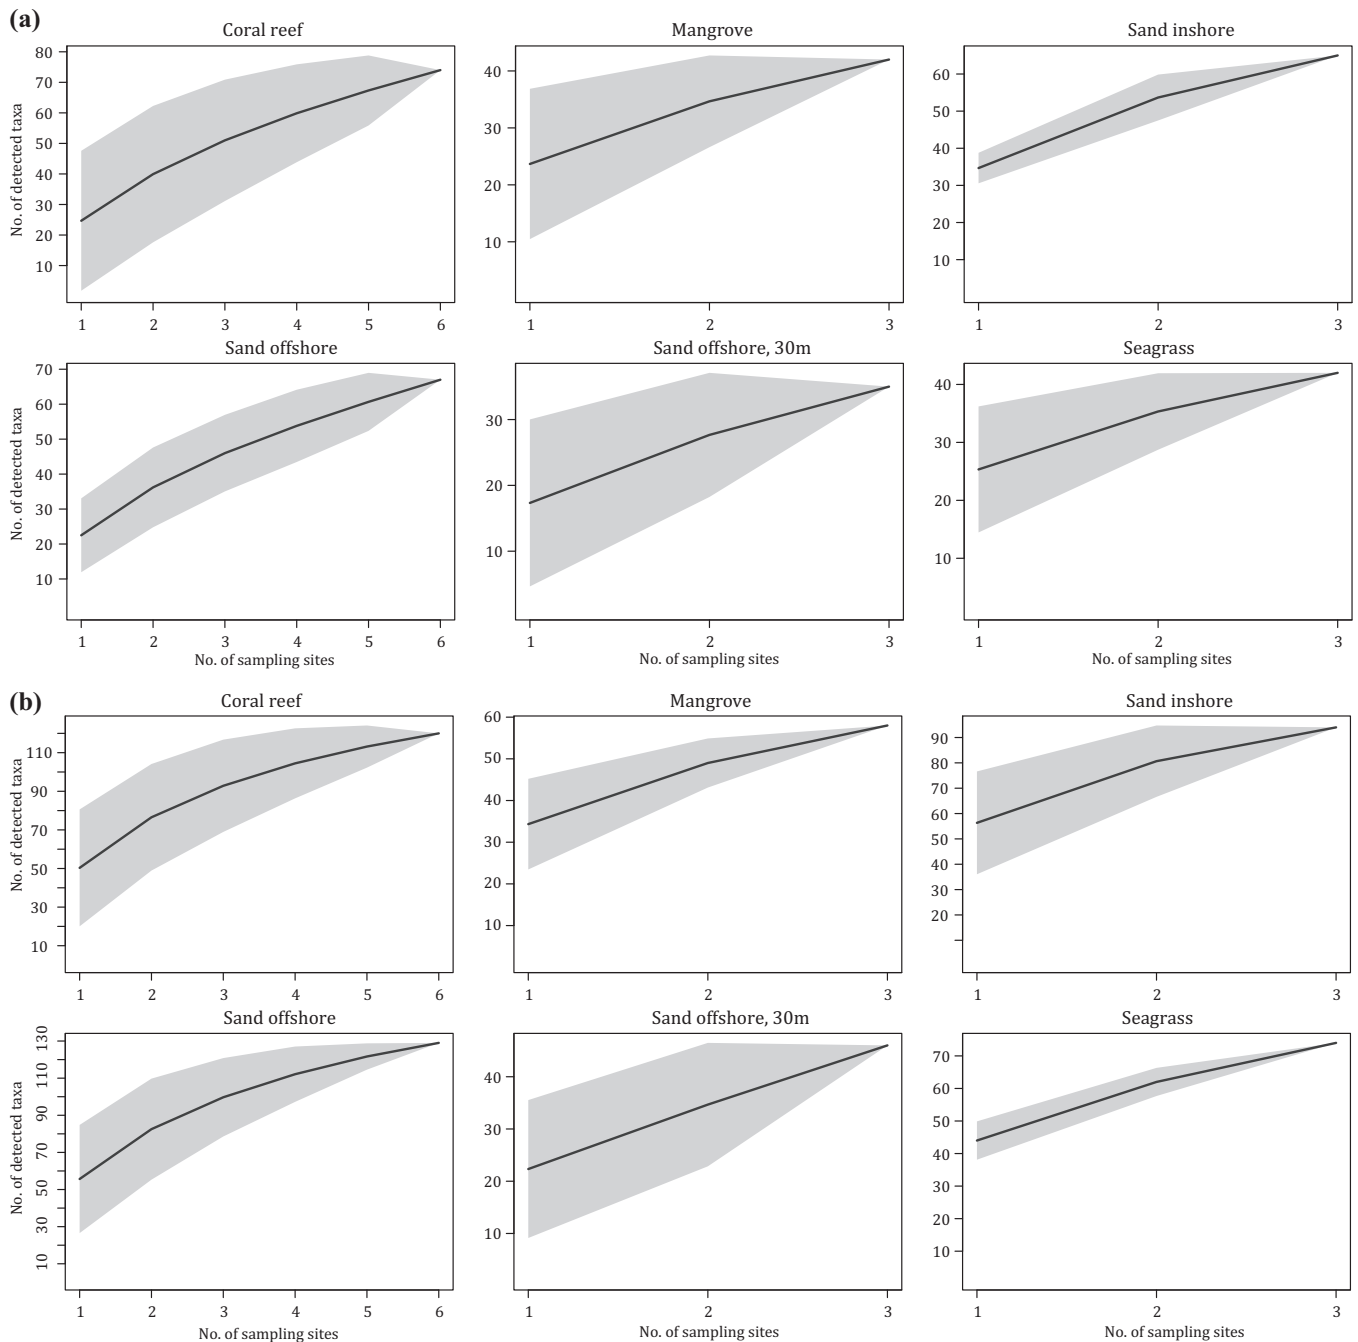 (a)
Coral reef
Mangrove
Sand inshore
No. of detected taxa
80
70
60
50
40
30
20
10
1 2 3 4 5 6
40
30
20
10
1 2 3
60
50
40
30
20
10
1 2 3
Sand offshore
Sand offshore, 30m
Seagrass
No. of detected taxa
70
60
50
40
30
20
10
1 2 3 4 5 6
No. of sampling sites
30
20
10
1 2 3
No. of sampling sites
40
30
20
10
1 2 3
No. of sampling sites
(b)
Coral reef
Mangrove
Sand inshore
No. of detected taxa
110
90
70
50
30
10
1 2 3 4 5 6
60
50
40
30
20
10
1 2 3
90
80
70
60
50
40
30
20
1 2 3
Sand offshore
Sand offshore, 30m
Seagrass
No. of detected taxa
130
110
90
70
50
30
10
1 2 3 4 5 6
No. of sampling sites
40
30
20
10
1 2 3
No. of sampling sites
70
60
50
40
30
20
10
1 2 3
No. of sampling sites